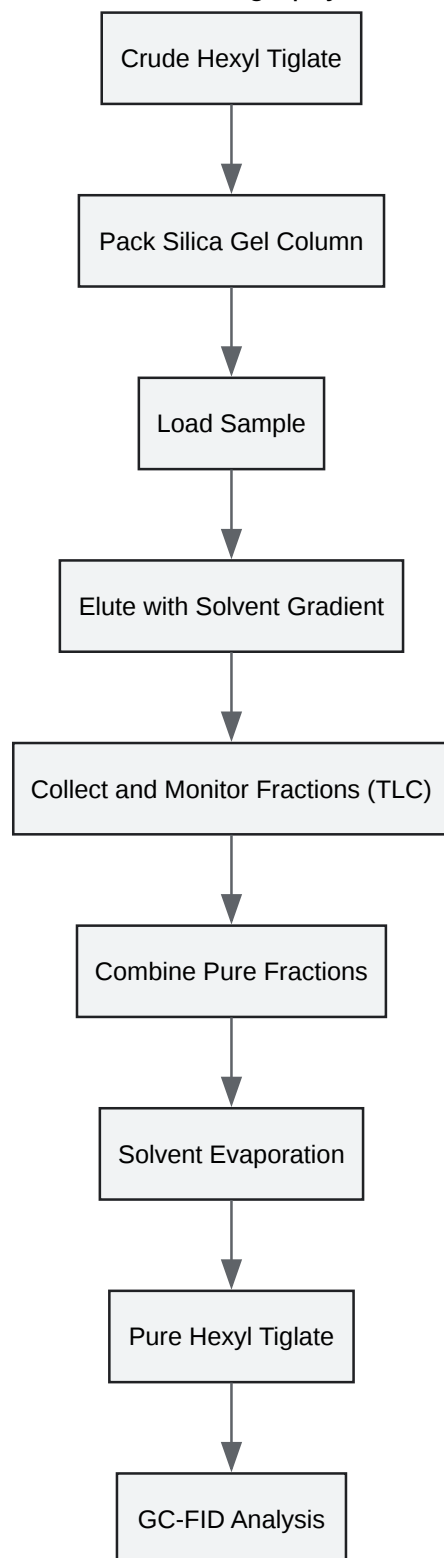 Crude Hexyl Tiglate
Pack Silica Gel Column
Load Sample
Elute with Solvent Gradient
Collect and Monitor Fractions (TLC)
Combine Pure Fractions
Solvent Evaporation
Pure Hexyl Tiglate
GC-FID Analysis